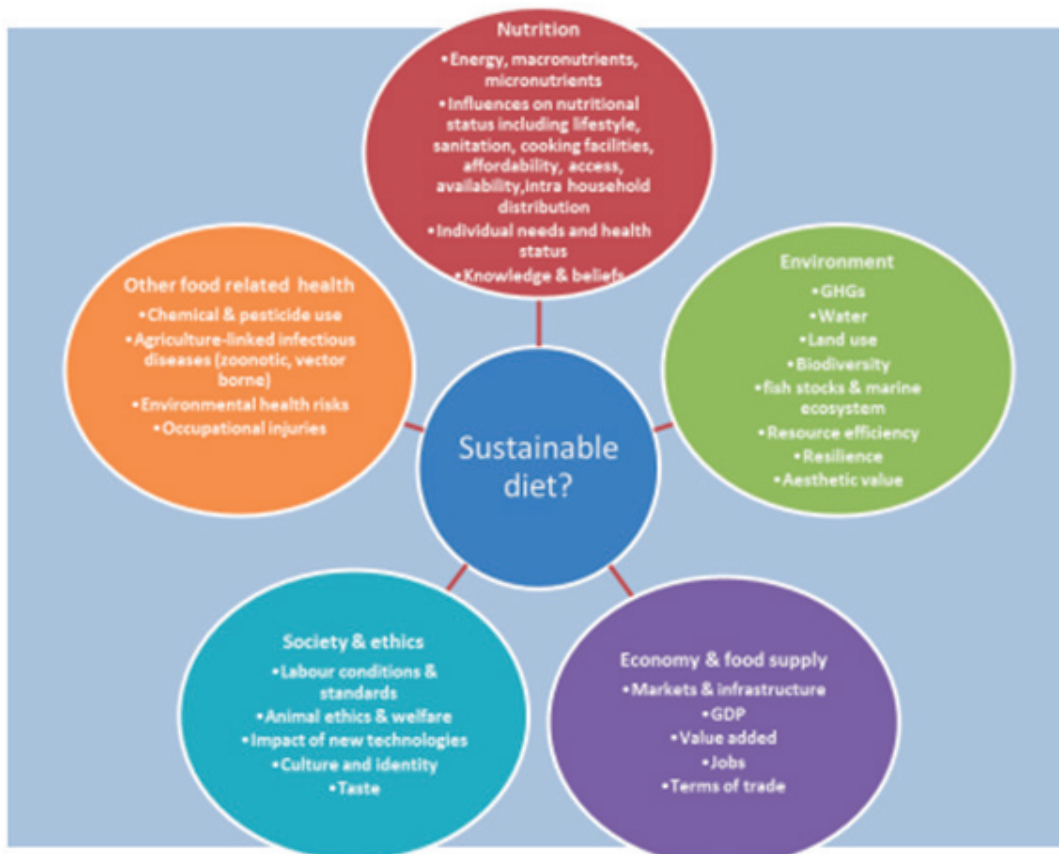 Nutrition
•Energy, macronutrients,
micronutrients
•Influences on nutritional
status including lifestyle,
sanitation, cooking facilities,
affordability, access,
availability,intra household
distribution
•Individual needs and health
status
•Knowledge & beliefs
Other food related health
•Chemical & pesticide use
•Agriculture-linked infectious
diseases (zoonotic, vector
borne)
•Environmental health risks
•Occupational injuries
Environment
•GHGs
•Water
•Land use
•Biodiversity
•fish stocks & marine
ecosystem
•Resource efficiency
•Resilience
•Aesthetic value
Sustainable
diet?
Society & ethics
•Labour conditions &
standards
•Animal ethics & welfare
•Impact of new technologies
•Culture and identity
•Taste
Economy & food supply
•Markets & infrastructure
•GDP
•Value added
•Jobs
•Terms of trade